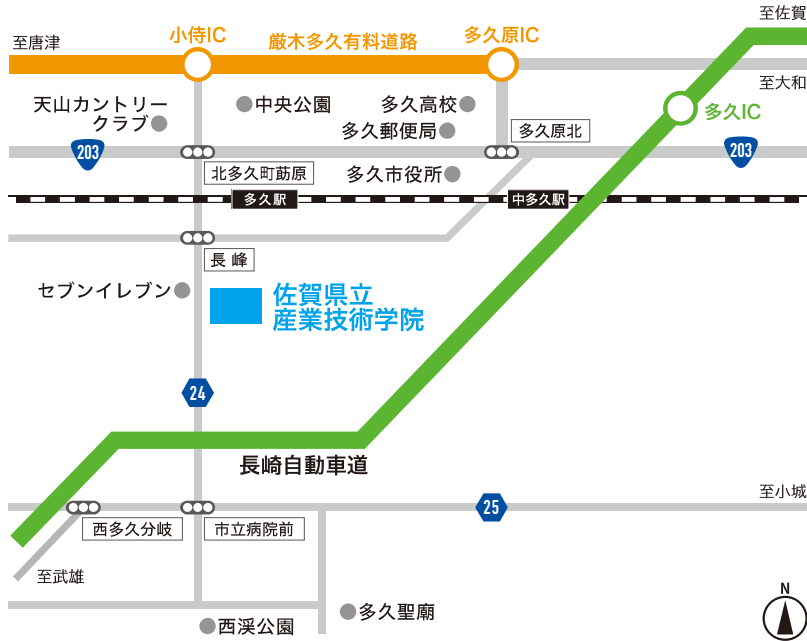 至佐賀
小侍IC
厳木多久有料道路
多久原IC
至唐津
至大和
天山カントリー
クラブ
中央公園
多久高校
多久IC
多久郵便局
多久原北
203
203
北多久町莇原
多久市役所
多久駅
中多久駅
長峰
セブンイレブン
佐賀県立
産業技術学院
24
長崎自動車道
至小城
25
西多久分岐
市立病院前
至武雄
N
多久聖廟
西渓公園